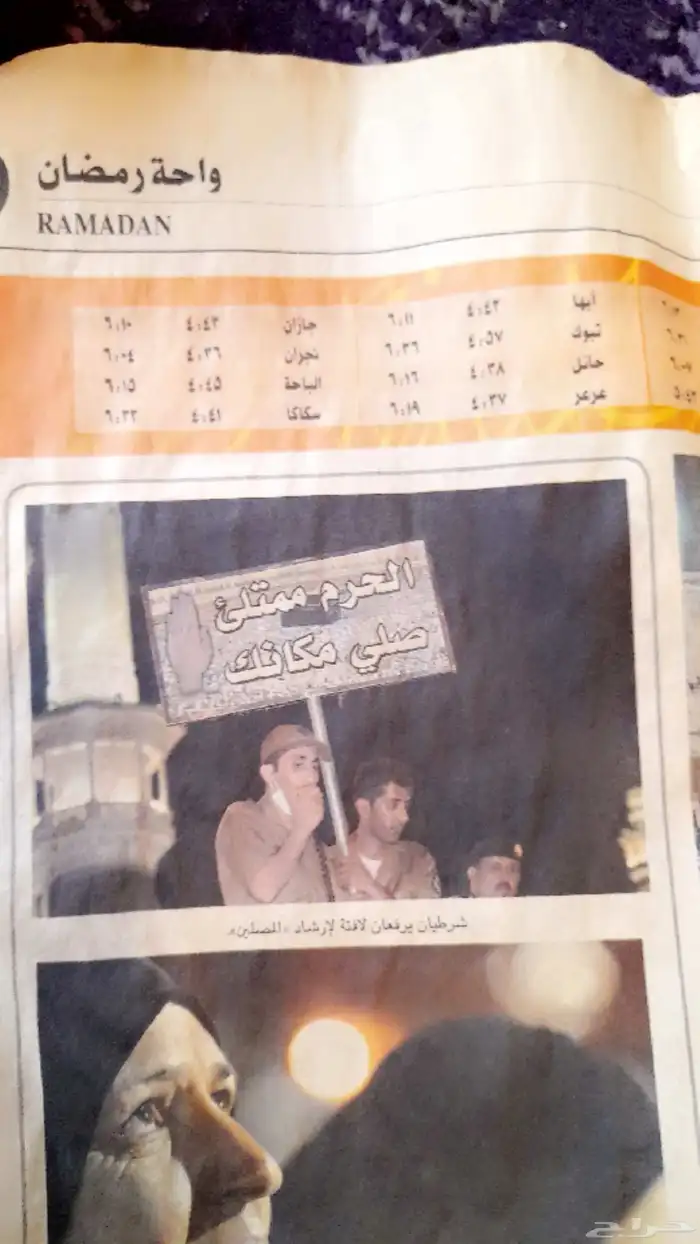 واحة رمضان
RAMADAN
أبها ٤:٤٣ ٦:١١ جازان ٤:٤٣ ٦:١٠
تبوك ٤:٥٧ ٦:٣٦ نجران ٤:٣٦ ٦:٠٤
حائل ٤:٣٨ ٦:١٦ الباحة ٤:٤٥ ٦:١٥
عرعر ٤:٣٧ ٦:١٩ سكاكا ٤:٤١ ٦:٢٢
الحرم ممتلئ
صلي مكانك
شرطيان يرفعان لافتة لإرشاد «المصلين».
حراج